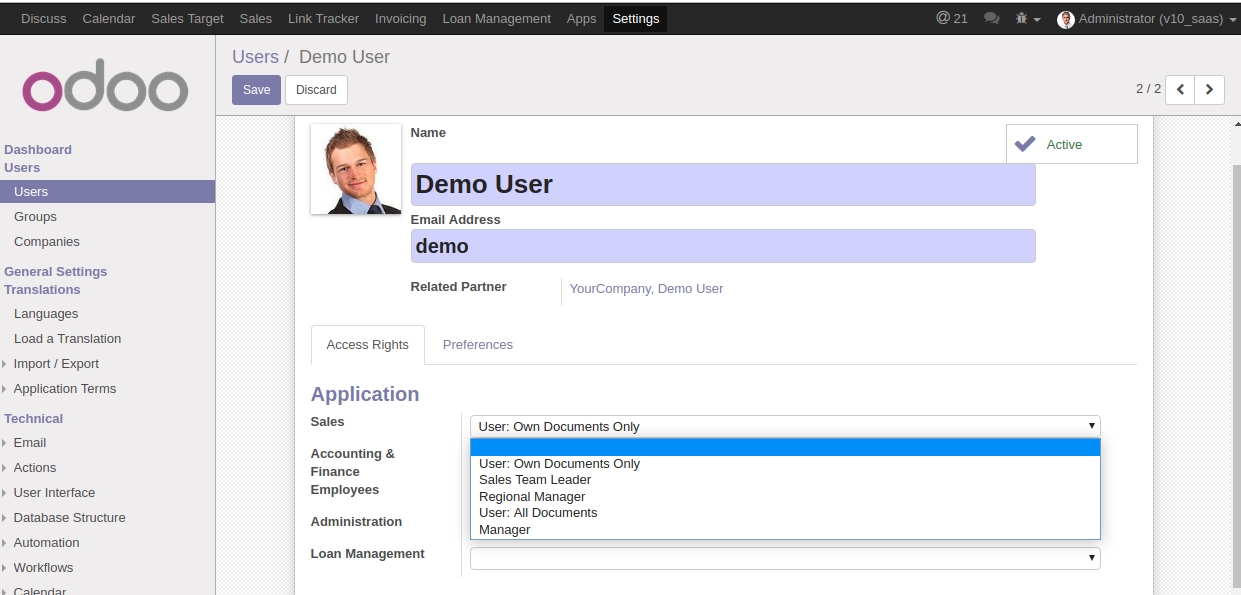 Discuss Calendar Sales Target Sales Link Tracker Invoicing Loan Management Apps Settings @ 21 Administrator (v10_saas)
odoo
Dashboard
Users
Users
Groups
Companies
General Settings
Translations
Languages
Load a Translation
Import / Export
Application Terms
Technical
Email
Actions
User Interface
Database Structure
Automation
Workflows
Calendar
Users / Demo User
Save Discard
2 / 2
Name
Active
Demo User
Email Address
demo
Related Partner YourCompany, Demo User
Access Rights Preferences
Application
Sales User: Own Documents Only
Accounting &
Finance
Employees
Administration
Loan Management
User: Own Documents Only
Sales Team Leader
Regional Manager
User: All Documents
Manager